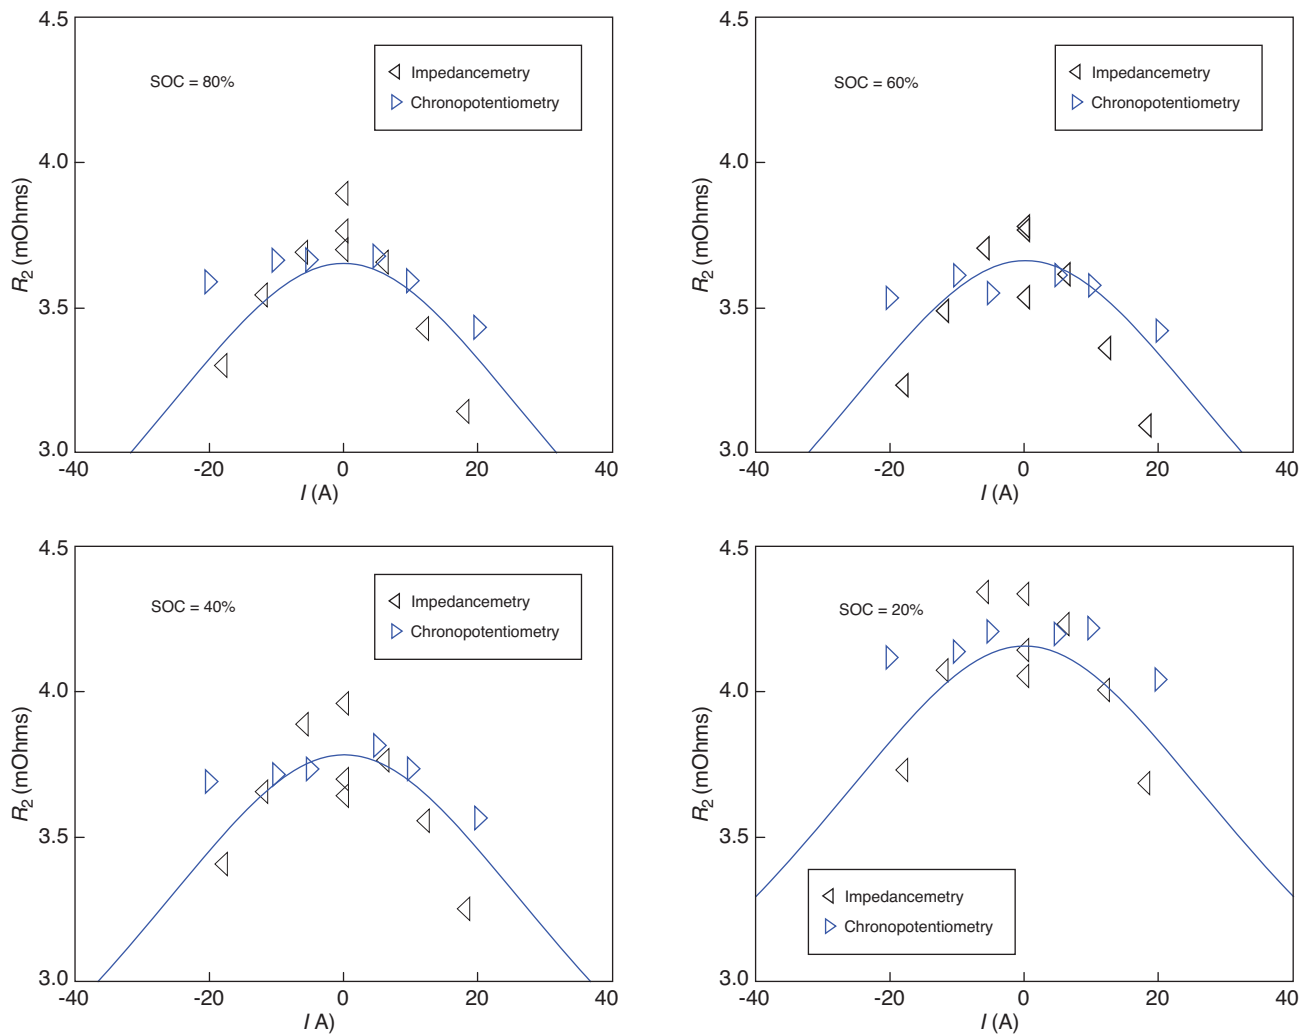 4.5
SOC = 80%
Impedancemetry
Chronopotentiometry
4.0
R2 (mOhms)
3.5
3.0
-40 -20 0 20 40
I (A)
4.5
SOC = 60%
Impedancemetry
Chronopotentiometry
4.0
R2 (mOhms)
3.5
3.0
-40 -20 0 20 40
I (A)
4.5
SOC = 40%
Impedancemetry
Chronopotentiometry
4.0
R2 (mOhms)
3.5
3.0
-40 -20 0 20 40
I A)
4.5
SOC = 20%
4.0
R2 (mOhms)
3.5
Impedancemetry
Chronopotentiometry
3.0
-40 -20 0 20 40
I (A)